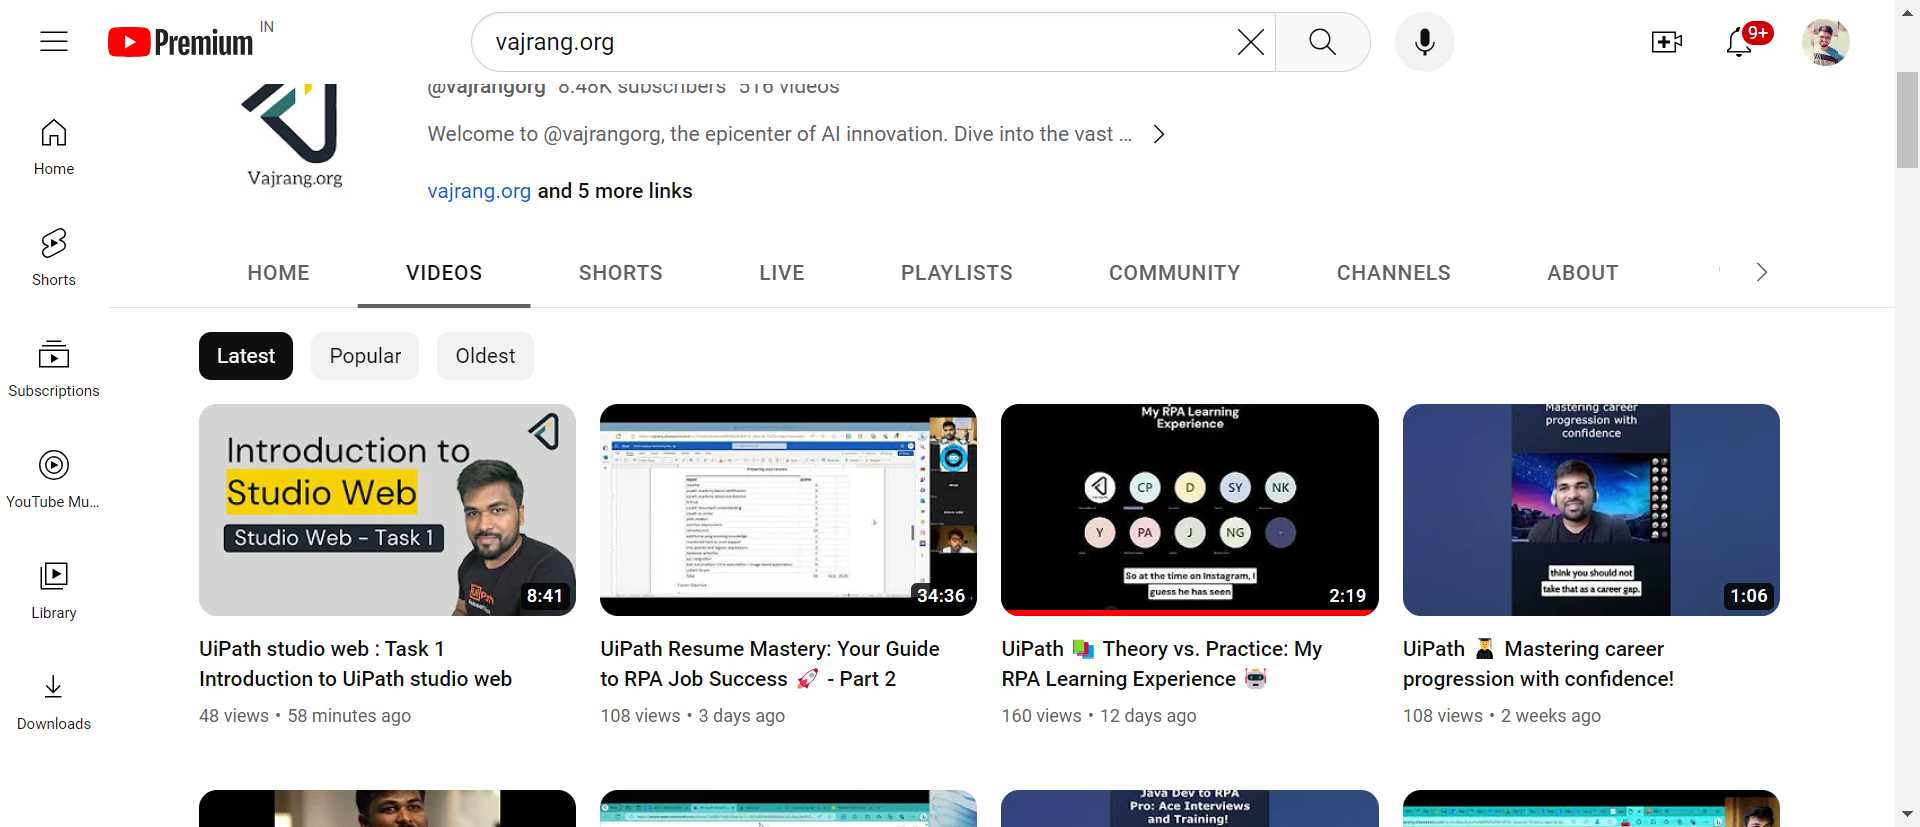 Premium IN
vajrang.org
9+
@vajrangorg 8.48K subscribers 516 videos
Welcome to @vajrangorg, the epicenter of AI innovation. Dive into the vast ...
Vajrang.org
vajrang.org and 5 more links
Home
Shorts
Subscriptions
YouTube Mu...
Library
Downloads
HOME VIDEOS SHORTS LIVE PLAYLISTS COMMUNITY CHANNELS ABOUT
Latest Popular Oldest
Introduction to
Studio Web
Studio Web - Task 1
UiPath
8:41
34:36
My RPA Learning
Experience
CP D SY NK
Y PA J NG
So at the time on Instagram, I
guess he has seen
2:19
Mastering career
progression with
confidence
think you should not
take that as a career gap.
1:06
UiPath studio web : Task 1
Introduction to UiPath studio web
48 views • 58 minutes ago
UiPath Resume Mastery: Your Guide
to RPA Job Success 🚀 - Part 2
108 views • 3 days ago
UiPath 📚 Theory vs. Practice: My
RPA Learning Experience 🤖
160 views • 12 days ago
UiPath 👨‍🎓 Mastering career
progression with confidence!
108 views • 2 weeks ago
Java Dev to RPA
Pro: Ace Interviews
and Training!